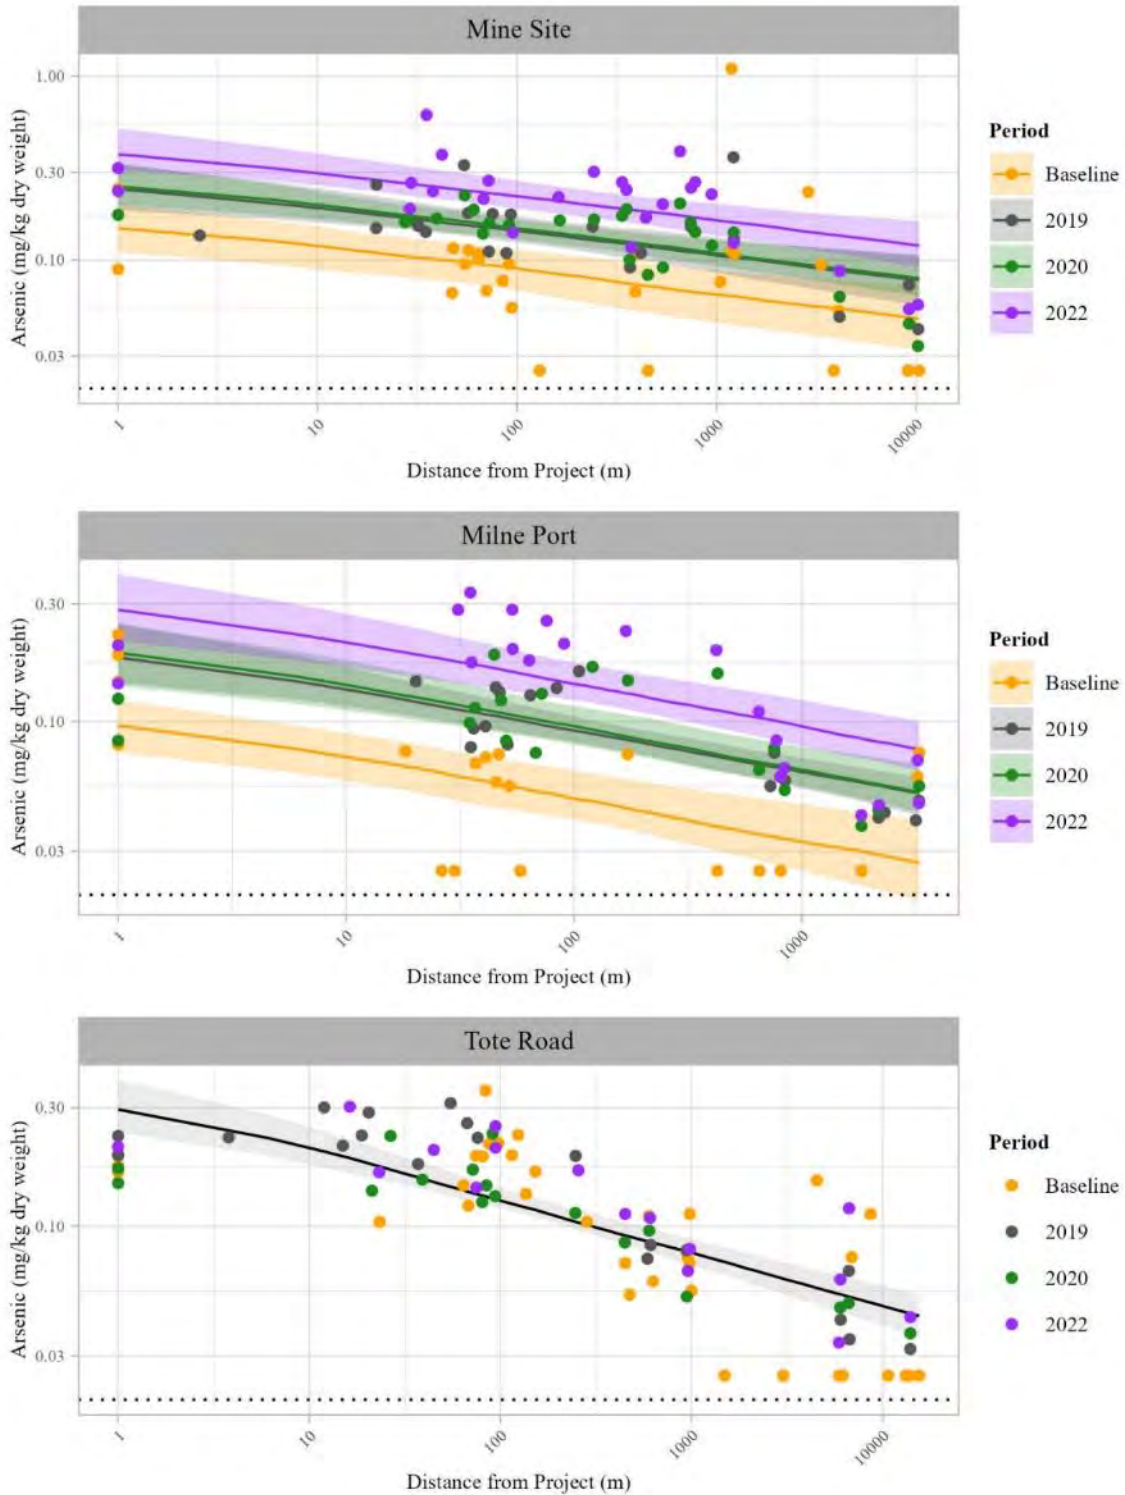 Mine Site
Arsenic (mg/kg dry weight)
1.00
0.30
0.10
0.03
1
10
100
1000
10000
Distance from Project (m)
Period
Baseline
2019
2020
2022
Milne Port
Arsenic (mg/kg dry weight)
0.30
0.10
0.03
1
10
100
1000
Distance from Project (m)
Period
Baseline
2019
2020
2022
Tote Road
Arsenic (mg/kg dry weight)
0.30
0.10
0.03
1
10
100
1000
10000
Distance from Project (m)
Period
Baseline
2019
2020
2022